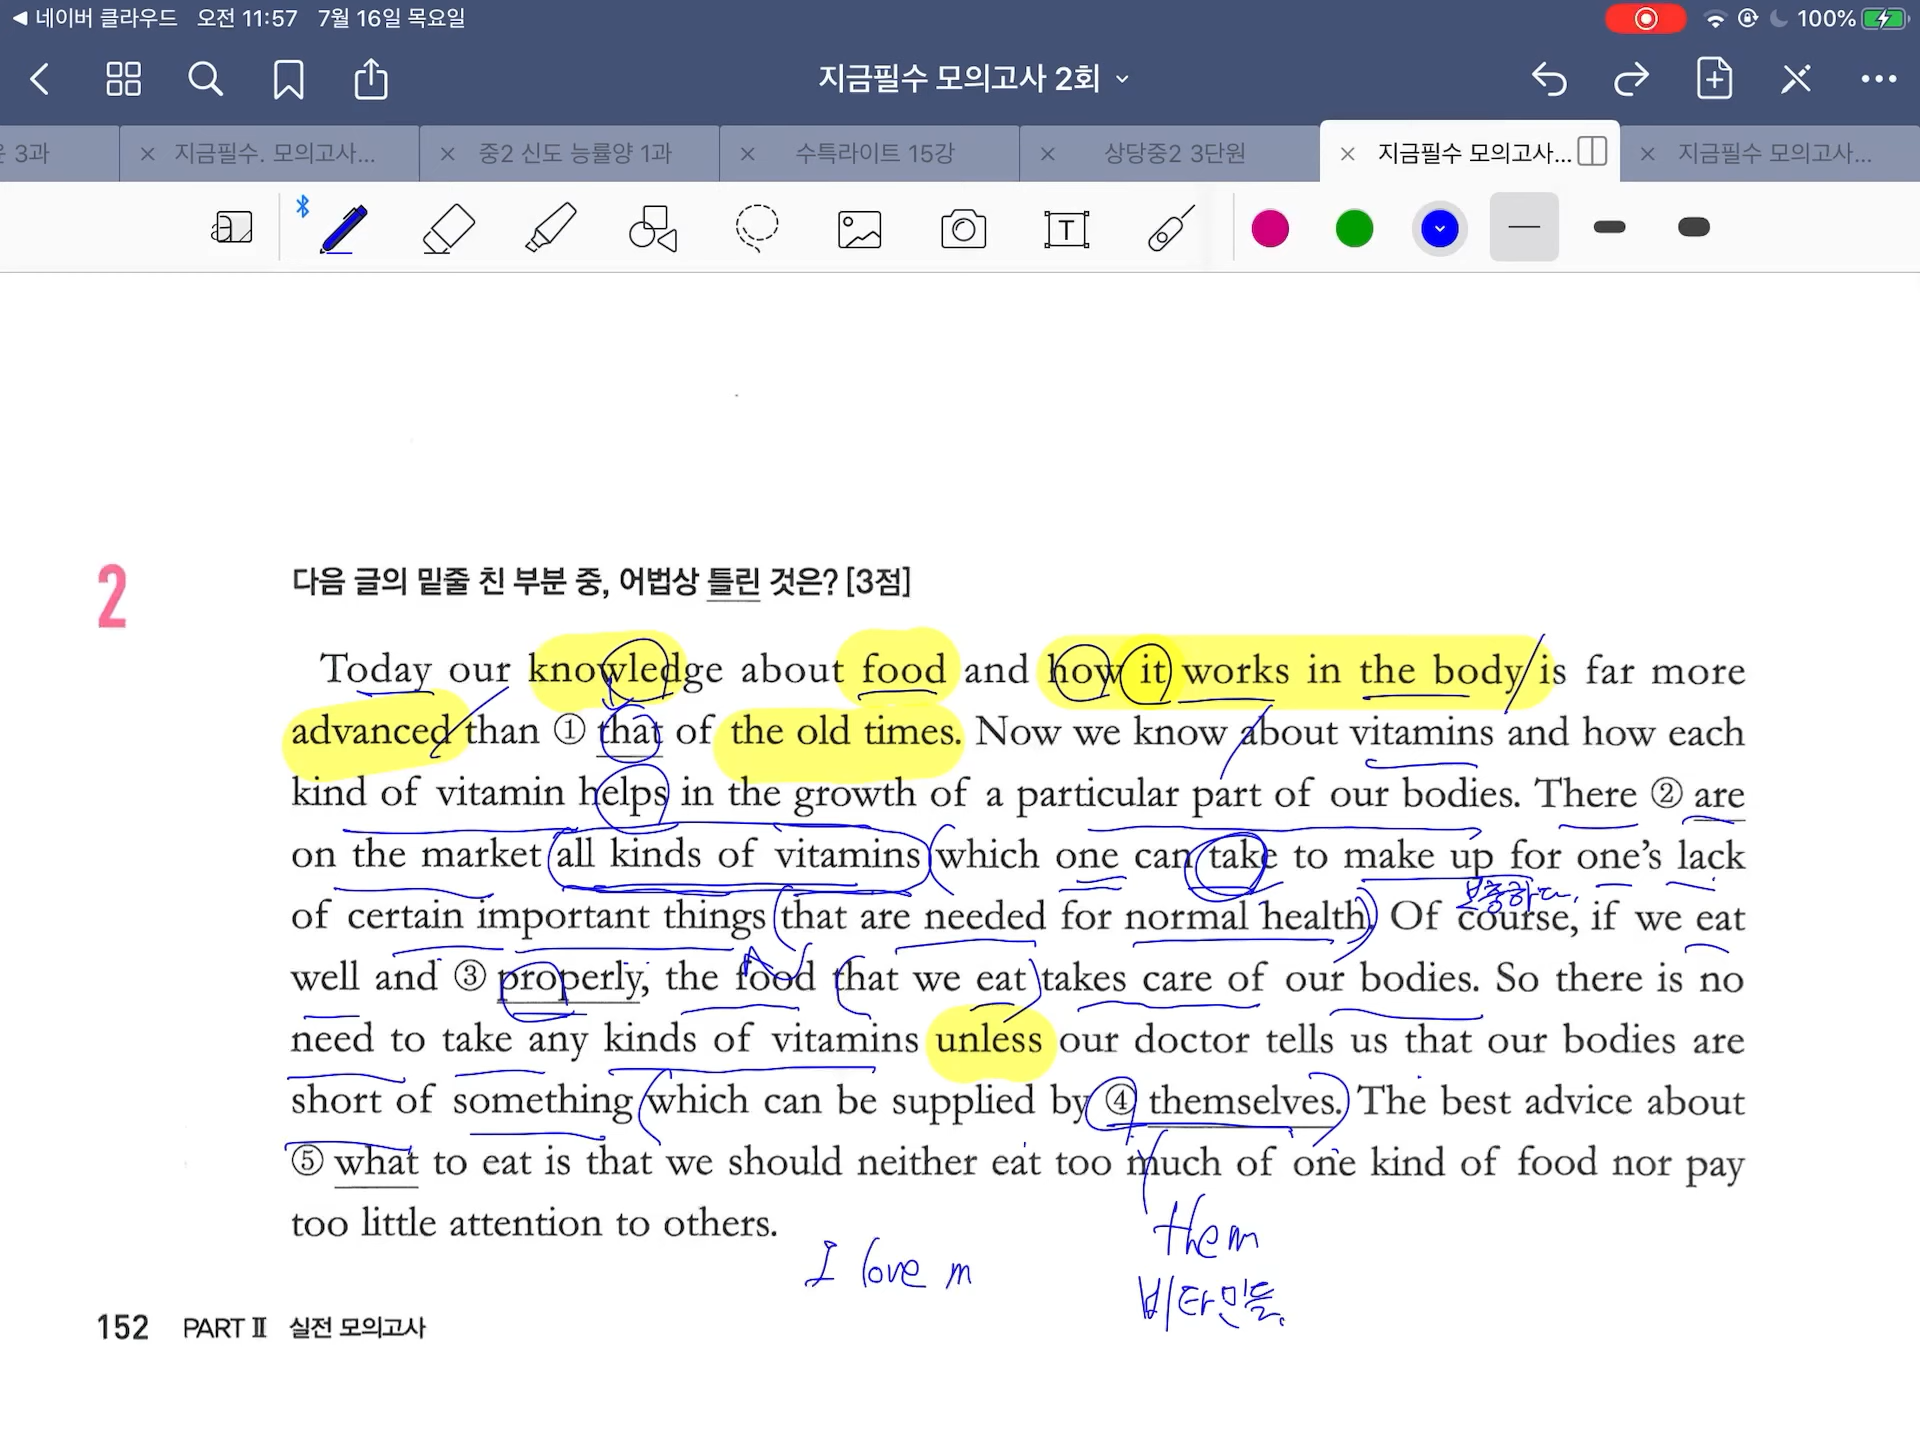 ◀ 네이버 클라우드 오전 11:57 7월 16일 목요일 100%
지금필수 모의고사 2회
3과 지금필수. 모의고사... 중2 신도 능률양 1과 수특라이트 15강 상당중2 3단원 지금필수 모의고사... 지금필수 모의고사...
T
2 다음 글의 밑줄 친 부분 중, 어법상 틀린 것은? [3점]
Today our knowledge about food and how it works in the body is far more
advanced than ① that of the old times. Now we know about vitamins and how each
kind of vitamin helps in the growth of a particular part of our bodies. There ② are
on the market all kinds of vitamins which one can take to make up for one's lack
보충하다.
of certain important things that are needed for normal health. Of course, if we eat
well and ③ properly, the food that we eat takes care of our bodies. So there is no
need to take any kinds of vitamins unless our doctor tells us that our bodies are
short of something which can be supplied by ④ themselves. The best advice about
⑤ what to eat is that we should neither eat too much of one kind of food nor pay
too little attention to others.
them
I love m
비타민들.
152 PART Ⅱ 실전 모의고사